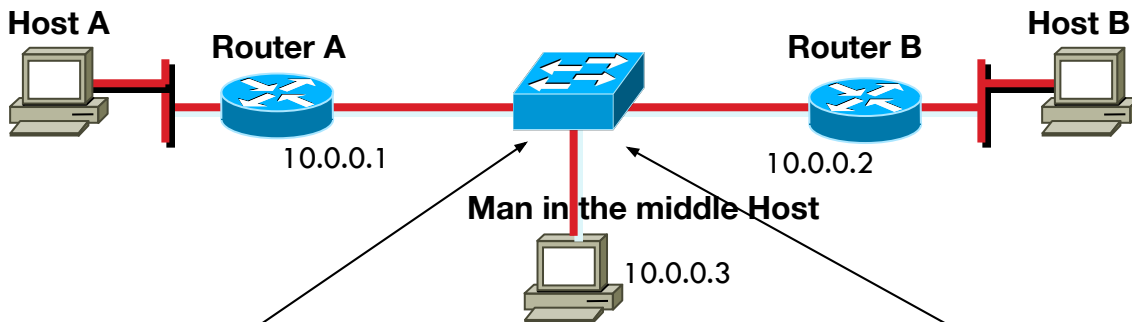 Host A
Host B
Router A
Router B
10.0.0.1
10.0.0.2
Man in the middle Host
10.0.0.3